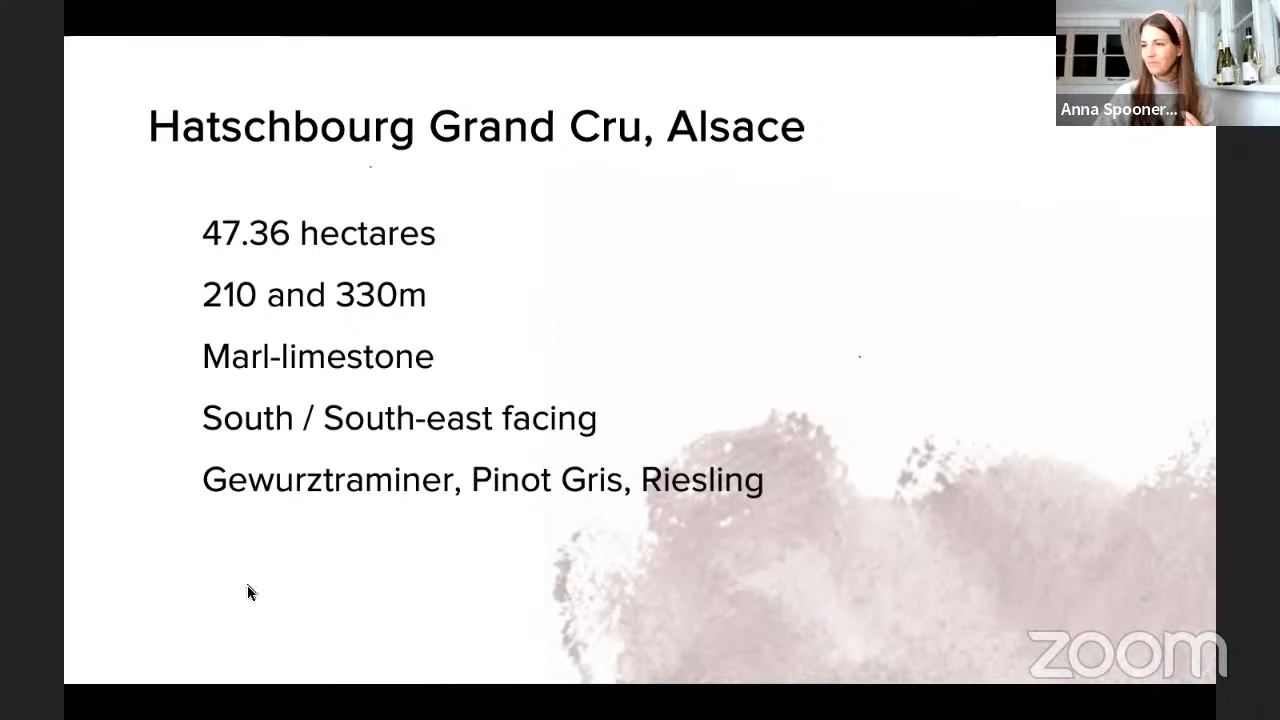 Hatschbourg Grand Cru, Alsace
47.36 hectares
210 and 330m
Marl-limestone
South / South-east facing
Gewurztraminer, Pinot Gris, Riesling
Anna Spooner...
zoom